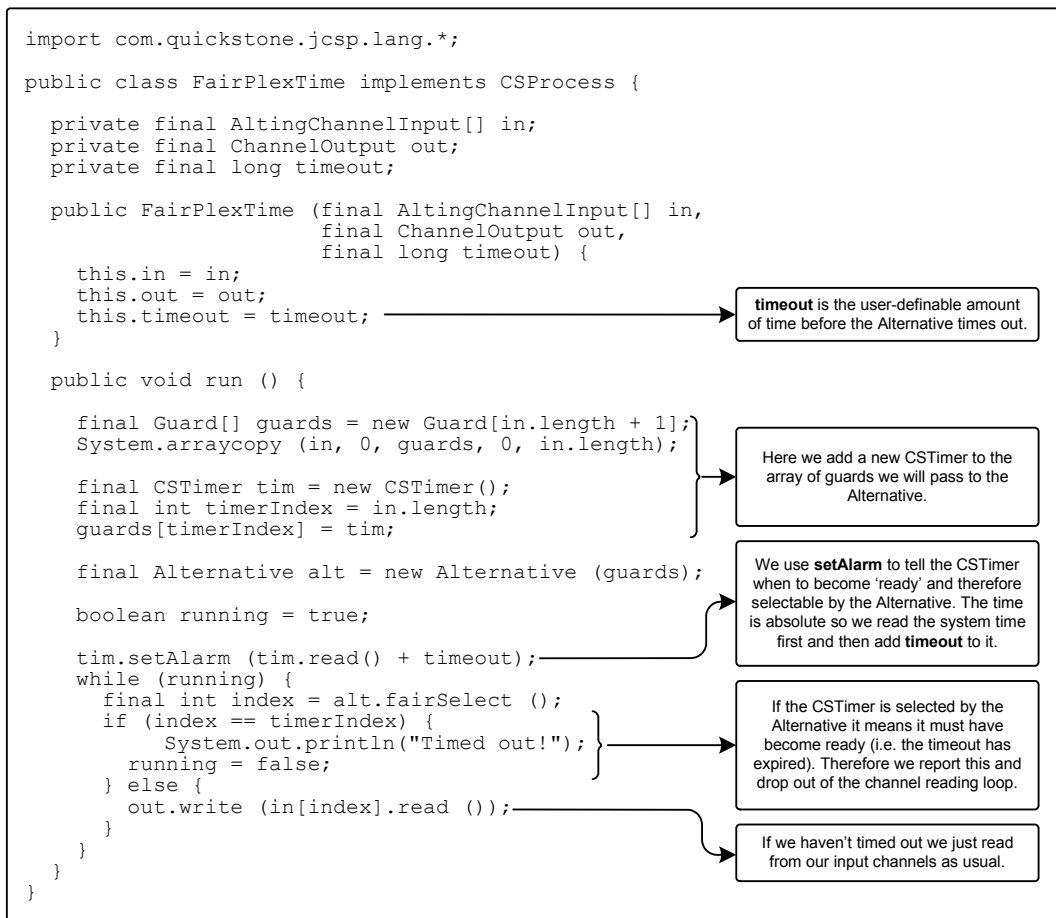 import com.quickstone.jcsp.lang.*;
public class FairPlexTime implements CSProcess {
private final AltingChannelInput[] in;
private final ChannelOutput out;
private final long timeout;
public FairPlexTime (final AltingChannelInput[] in,
final ChannelOutput out,
final long timeout) {
this.in = in;
this.out = out;
this.timeout = timeout;
}
timeout is the user-definable amount
of time before the Alternative times out.
public void run () {
final Guard[] guards = new Guard[in.length + 1];
System.arraycopy (in, 0, guards, 0, in.length);
final CSTimer tim = new CSTimer();
final int timerIndex = in.length;
guards[timerIndex] = tim;
Here we add a new CSTimer to the
array of guards we will pass to the
Alternative.
final Alternative alt = new Alternative (guards);
boolean running = true;
tim.setAlarm (tim.read() + timeout);
We use setAlarm to tell the CSTimer
when to become ‘ready’ and therefore
selectable by the Alternative. The time
is absolute so we read the system time
first and then add timeout to it.
while (running) {
final int index = alt.fairSelect ();
if (index == timerIndex) {
System.out.println("Timed out!");
running = false;
If the CSTimer is selected by the
Alternative it means it must have
become ready (i.e. the timeout has
expired). Therefore we report this and
drop out of the channel reading loop.
} else {
out.write (in[index].read ());
If we haven’t timed out we just read
from our input channels as usual.
}
}
}
}